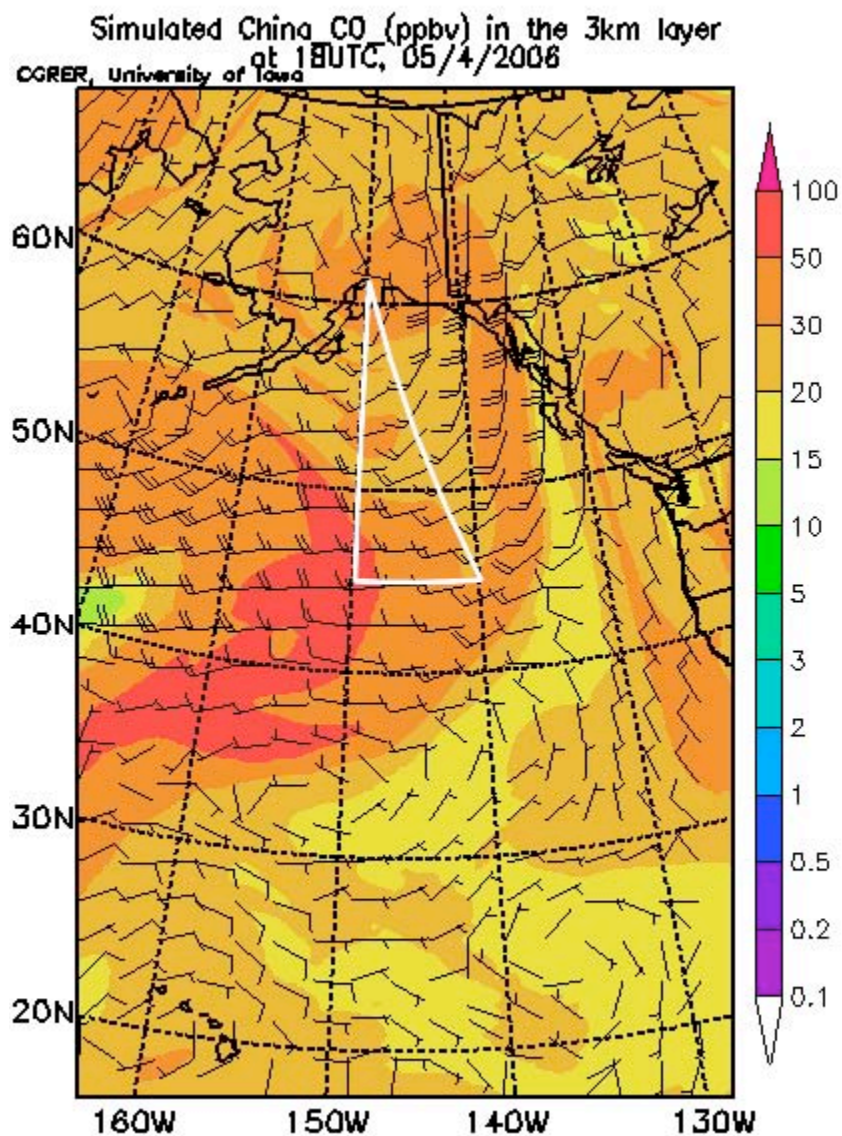 Simulated China CO (ppbv) in the 3km layer
at 18UTC, 05/4/2006
CGRER, University of Iowa
60N
50N
40N
30N
20N
160W
150W
140W
130W
100
50
30
20
15
10
5
3
2
1
0.5
0.2
0.1